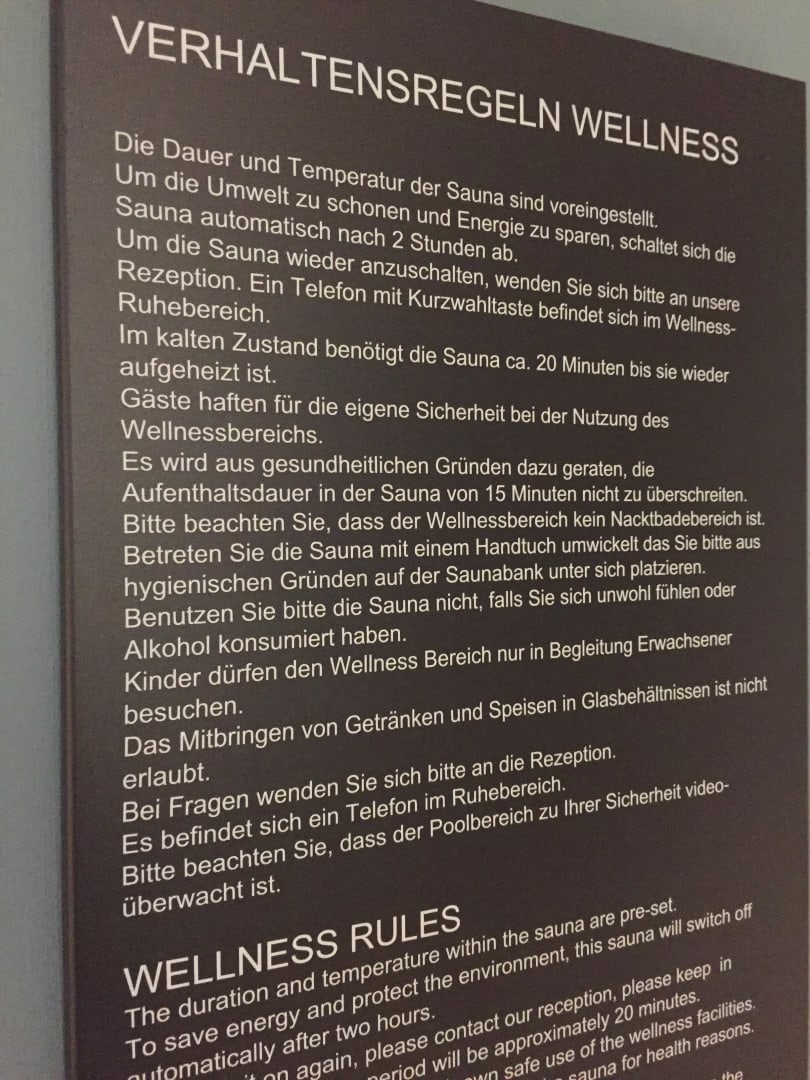 VERHALTENSREGELN WELLNESS
Die Dauer und Temperatur der Sauna sind voreingestellt.
Um die Umwelt zu schonen und Energie zu sparen, schaltet sich die
Sauna automatisch nach 2 Stunden ab.
Um die Sauna wieder anzuschalten, wenden Sie sich bitte an unsere
Rezeption. Ein Telefon mit Kurzwahltaste befindet sich im Wellness-
Ruhebereich.
Im kalten Zustand benötigt die Sauna ca. 20 Minuten bis sie wieder
aufgeheizt ist.
Gäste haften für die eigene Sicherheit bei der Nutzung des
Wellnessbereichs.
Es wird aus gesundheitlichen Gründen dazu geraten, die
Aufenthaltsdauer in der Sauna von 15 Minuten nicht zu überschreiten.
Bitte beachten Sie, dass der Wellnessbereich kein Nacktbadebereich ist.
Betreten Sie die Sauna mit einem Handtuch umwickelt das Sie bitte aus
hygienischen Gründen auf der Saunabank unter sich platzieren.
Benutzen Sie bitte die Sauna nicht, falls Sie sich unwohl fühlen oder
Alkohol konsumiert haben.
Kinder dürfen den Wellness Bereich nur in Begleitung Erwachsener
besuchen.
Das Mitbringen von Getränken und Speisen in Glasbehältnissen ist nicht
erlaubt.
Bei Fragen wenden Sie sich bitte an die Rezeption.
Es befindet sich ein Telefon im Ruhebereich.
Bitte beachten Sie, dass der Poolbereich zu Ihrer Sicherheit video-
überwacht ist.
WELLNESS RULES
The duration and temperature within the sauna are pre-set.
To save energy and protect the environment, this sauna will switch off
automatically after two hours.
on again, please contact our reception, please keep in
period will be approximately 20 minutes.
safe use of the wellness facilities.
sauna for health reasons.
the